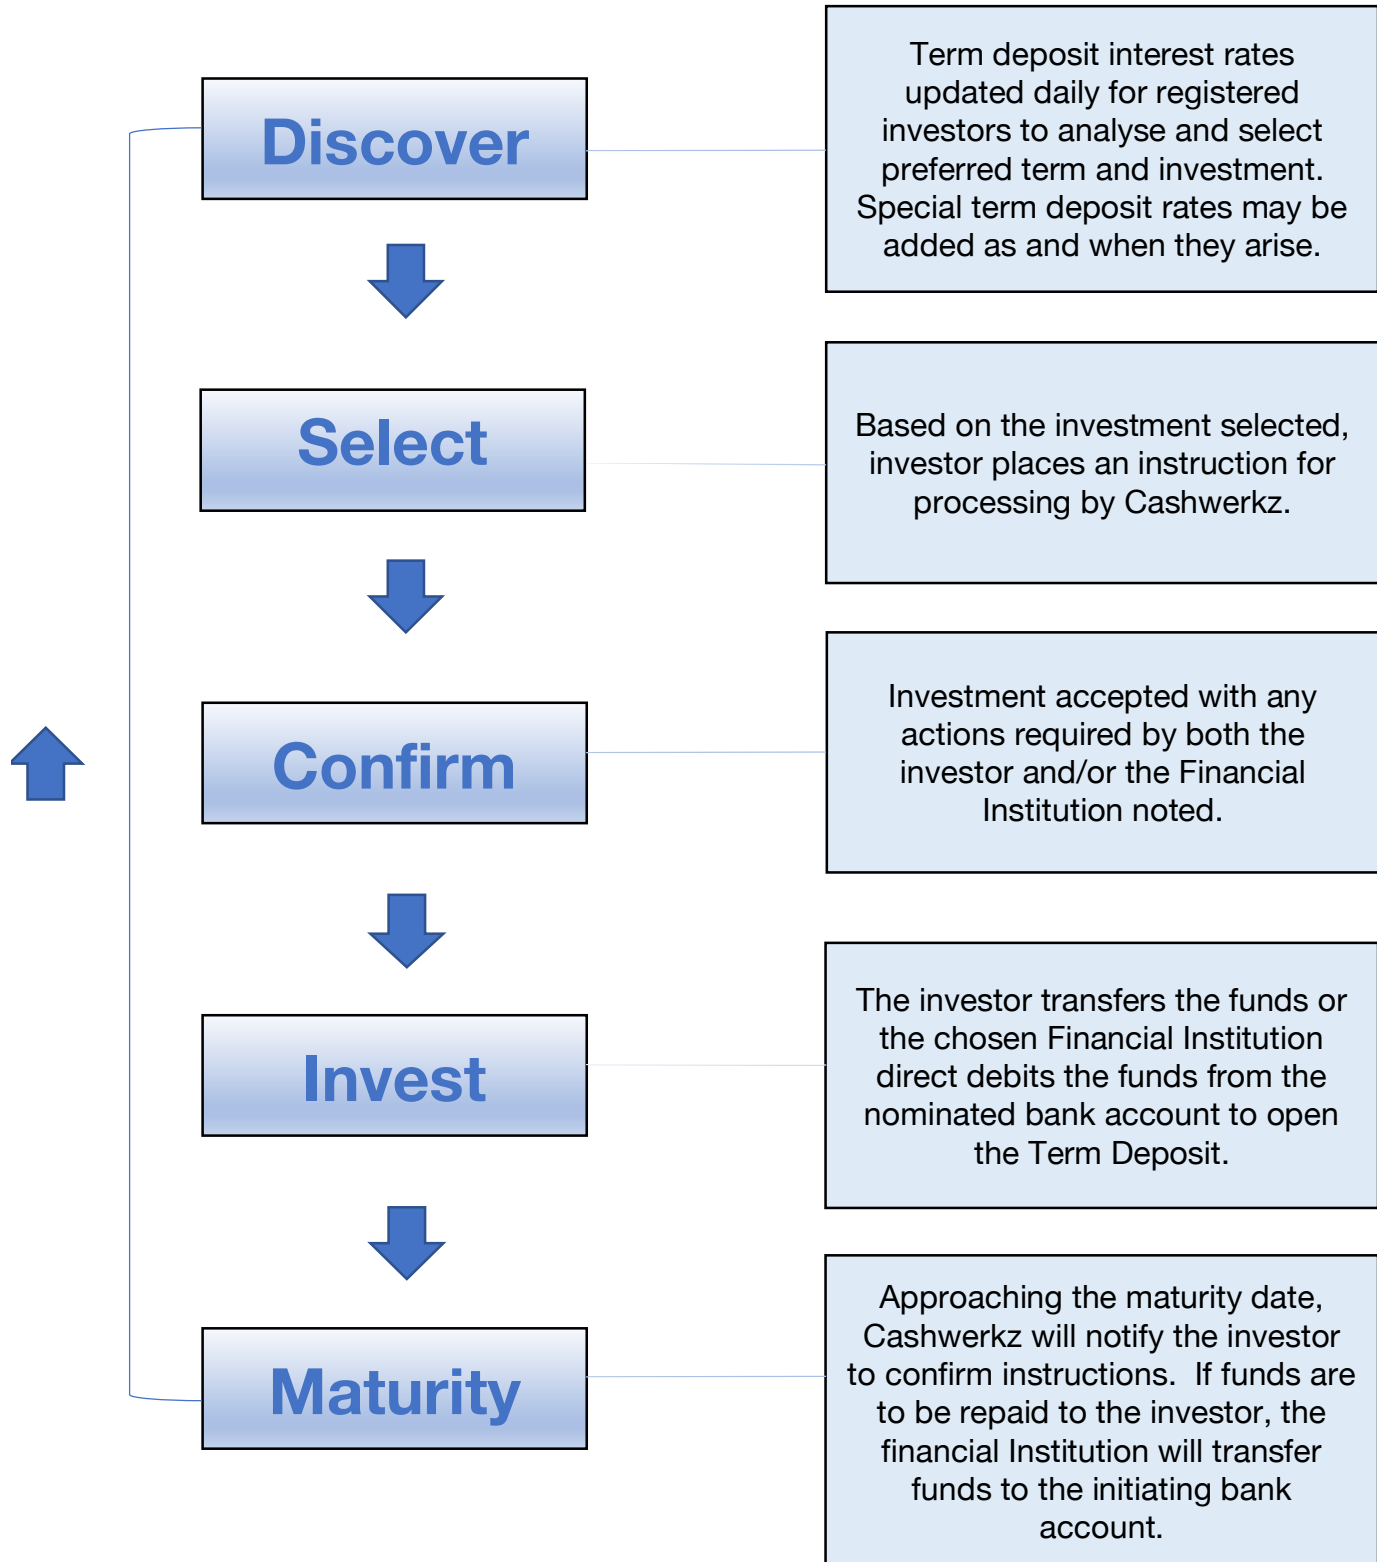 Discover
Term deposit interest rates
updated daily for registered
investors to analyse and select
preferred term and investment.
Special term deposit rates may be
added as and when they arise.
Select
Based on the investment selected,
investor places an instruction for
processing by Cashwerkz.
Confirm
Investment accepted with any
actions required by both the
investor and/or the Financial
Institution noted.
Invest
The investor transfers the funds or
the chosen Financial Institution
direct debits the funds from the
nominated bank account to open
the Term Deposit.
Maturity
Approaching the maturity date,
Cashwerkz will notify the investor
to confirm instructions.  If funds are
to be repaid to the investor, the
financial Institution will transfer
funds to the initiating bank
account.